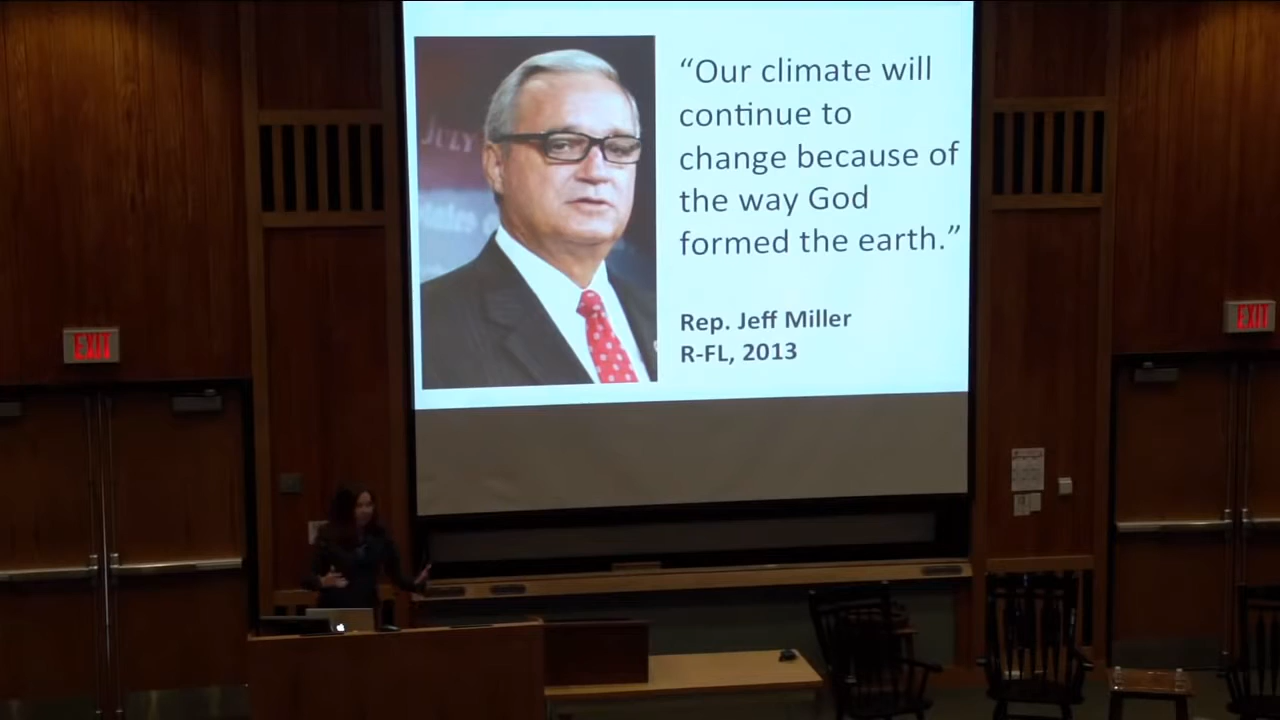 “Our climate will
continue to
change because of
the way God
formed the earth.”
Rep. Jeff Miller
R-FL, 2013
JULY
EXIT
EXIT